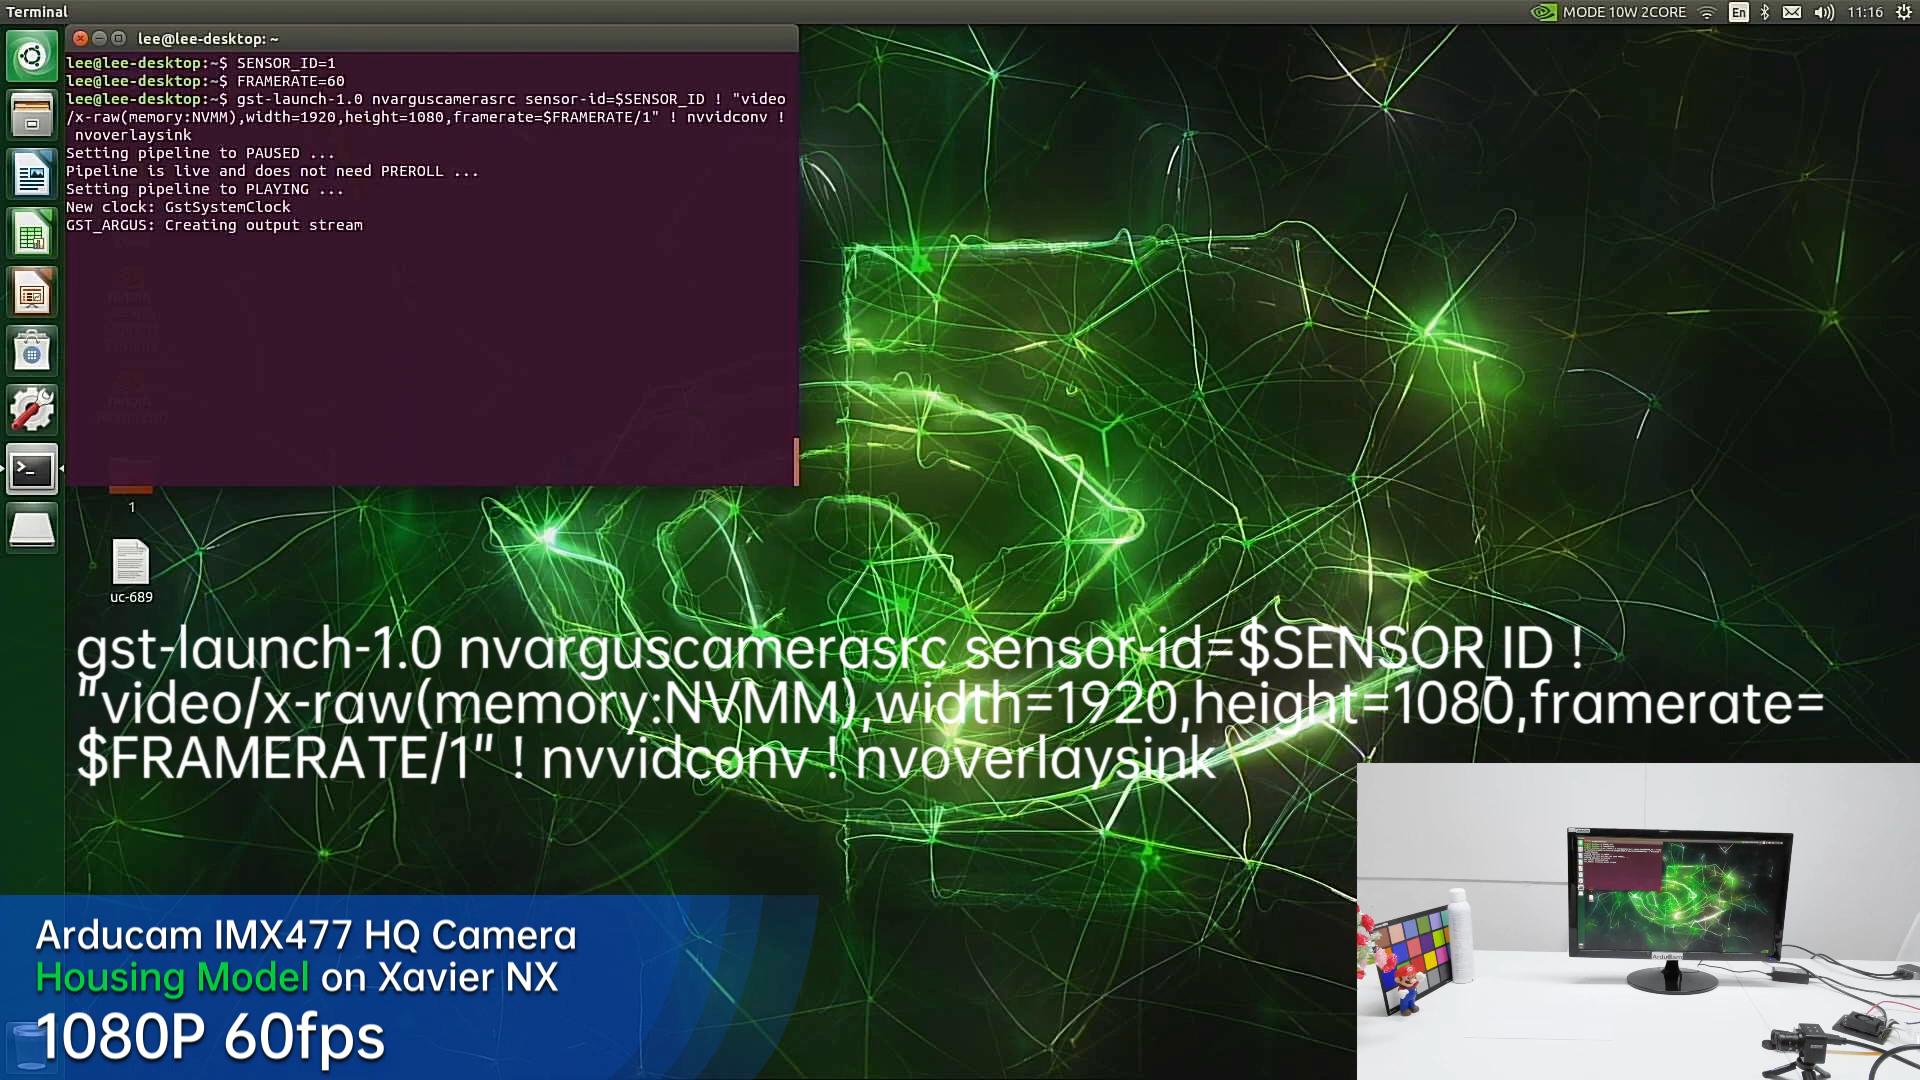 Terminal
MODE 10W 2CORE
En
11:16
lee@lee-desktop: ~
lee@lee-desktop:~$ SENSOR_ID=1
lee@lee-desktop:~$ FRAMERATE=60
lee@lee-desktop:~$ gst-launch-1.0 nvarguscamerasrc sensor-id=$SENSOR_ID ! "video
/x-raw(memory:NVMM),width=1920,height=1080,framerate=$FRAMERATE/1" ! nvvidconv !
nvoverlaysink
Setting pipeline to PAUSED ...
Pipeline is live and does not need PREROLL ...
Setting pipeline to PLAYING ...
New clock: GstSystemClock
GST_ARGUS: Creating output stream
1
uc-689
gst-launch-1.0 nvarguscamerasrc sensor-id=$SENSOR_ID !
"video/x-raw(memory:NVMM),width=1920,height=1080,framerate=
$FRAMERATE/1" ! nvvidconv ! nvoverlaysink
Arducam IMX477 HQ Camera
Housing Model on Xavier NX
1080P 60fps